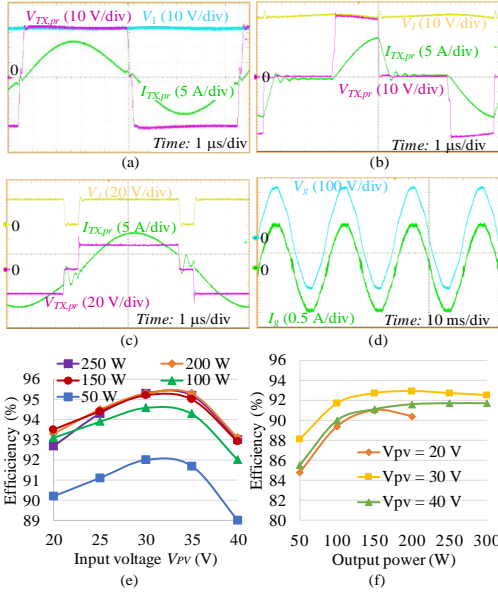 V_TX,pr (10 V/div) V_1 (10 V/div)
0
I_TX,pr (5 A/div)
Time: 1 μs/div
(a)
V_1 (10 V/div)
I_TX,pr (5 A/div)
0
V_TX,pr (10 V/div)
Time: 1 μs/div
(b)
V_1 (20 V/div)
0
I_TX,pr (5 A/div)
0
V_TX,pr (20 V/div)
Time: 1 μs/div
(c)
V_g (100 V/div)
0
0
I_g (0.5 A/div)
Time: 10 ms/div
(d)
96
95
94
93
92
91
90
89
Efficiciency (%)
250 W 200 W
150 W 100 W
50 W
20 25 30 35 40
Input voltage V_PV (V)
(e)
94
92
90
88
86
84
82
80
Efficiency (%)
Vpv = 20 V
Vpv = 30 V
Vpv = 40 V
50 100 150 200 250 300
Output power (W)
(f)